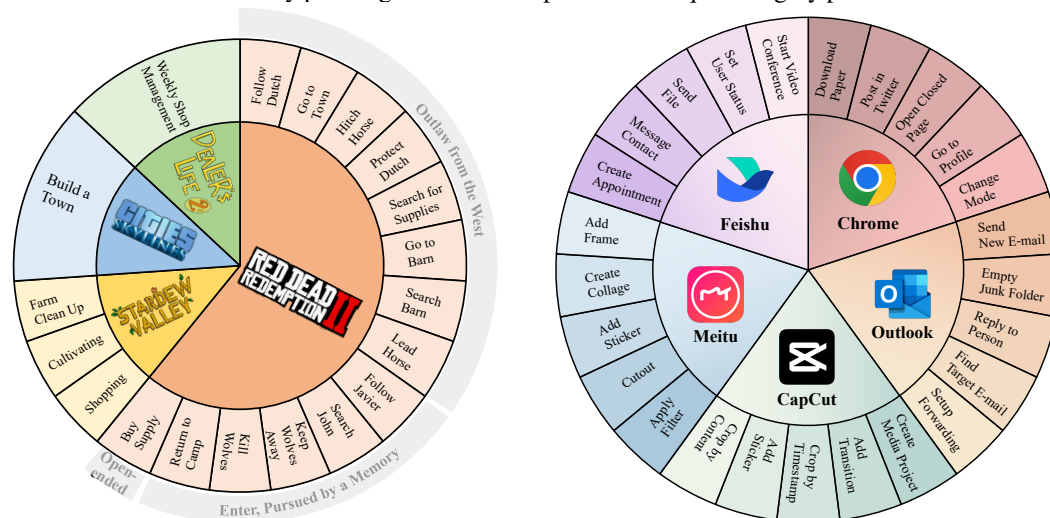 Weekly Shop
Management
Build a
Town
Farm
Clean Up
Cultivating
Shopping
DEALER'S
LIFE 2
CITIES
SKYLINES
STARDEW
VALLEY
RED DEAD
REDEMPTION II
Follow
Dutch
Go to
Town
Hitch
Horse
Protect
Dutch
Search for
Supplies
Go to
Barn
Search
Barn
Lead
Horse
Follow
Javier
Search
John
Keep
Wolves
Away
Kill
Wolves
Return to
Camp
Buy
Supply
Outlaw from the West
Enter, Pursued by a Memory
Open-
ended
Start Video
Conference
Set
User Status
Send
File
Message
Contact
Create
Appointment
Feishu
Download
Paper
Post in
Twitter
Open Closed
Page
Go to
Profile
Change
Mode
Chrome
Send
New E-mail
Empty
Junk Folder
Reply to
Person
Find
Target E-mail
Setup
Forwarding
Outlook
Create
Media Project
Add
Transition
Crop by
Timestamp
Add
Sticker
Crop by
Content
CapCut
Add
Frame
Create
Collage
Add
Sticker
Cutout
Apply
Filter
Meitu